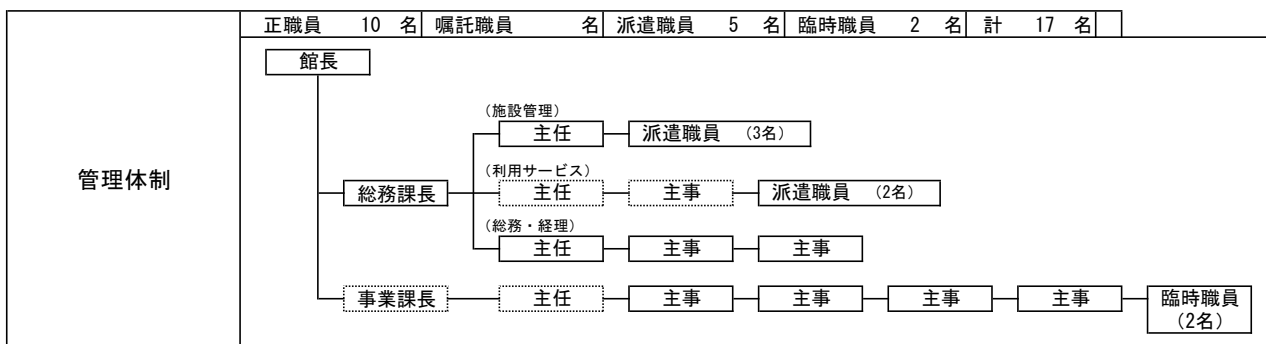 正職員 10 名 嘱託職員 名 派遣職員 5 名 臨時職員 2 名 計 17 名
館長
(施設管理)
主任 派遣職員 (3名)
管理体制
(利用サービス)
総務課長 主任 主事 派遣職員 (2名)
(総務・経理)
主任 主事 主事
事業課長 主任 主事 主事 主事 主事 臨時職員
(2名)